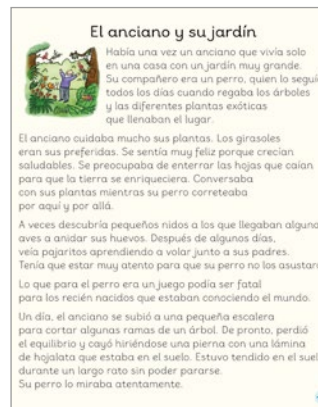 El anciano y su jardín
Había una vez un anciano que vivía solo
en una casa con un jardín muy grande.
Su compañero era un perro, quien lo seguí
todos los días cuando regaba los árboles
y las diferentes plantas exóticas
que llenaban el lugar.
El anciano cuidaba mucho sus plantas. Los girasoles
eran sus preferidas. Se sentía muy feliz porque crecían
saludables. Se preocupaba de enterrar las hojas que caían
para que la tierra se enriqueciera. Conversaba
con sus plantas mientras su perro correteaba
por aquí y por allá.
A veces descubría pequeños nidos a los que llegaban alguna
aves a anidar sus huevos. Después de algunos días,
veía pajaritos aprendiendo a volar junto a sus padres.
Tenía que estar muy atento para que su perro no los asustar
Lo que para el perro era un juego podía ser fatal
para los recién nacidos que estaban conociendo el mundo.
Un día, el anciano se subió a una pequeña escalera
para cortar algunas ramas de un árbol. De pronto, perdió
el equilibrio y cayó hiriéndose una pierna con una lámina
de hojalata que estaba en el suelo. Estuvo tendido en el suel
durante un largo rato sin poder pararse.
Su perro lo miraba atentamente.